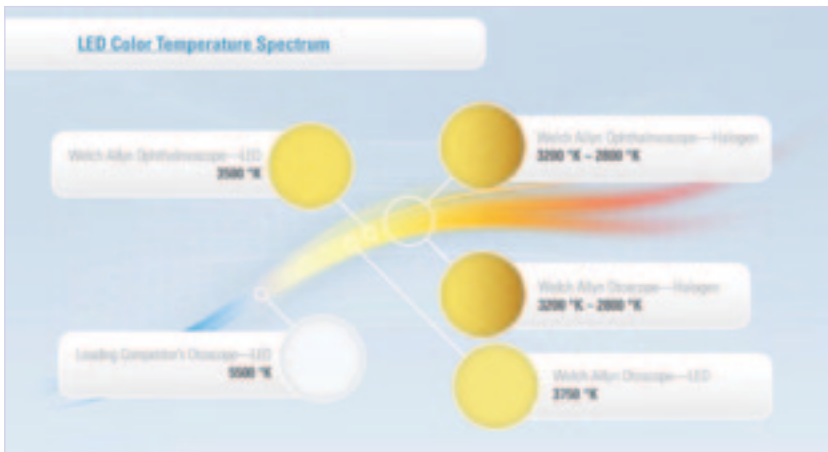 LED Color Temperature Spectrum
Welch Allyn Ophthalmoscope—LED
3500 °K
Welch Allyn Ophthalmoscope—Halogen
3200 °K – 2800 °K
Welch Allyn Otoscope—Halogen
3200 °K – 2800 °K
Leading Competitor's Otoscope—LED
5500 °K
Welch Allyn Otoscope—LED
3750 °K